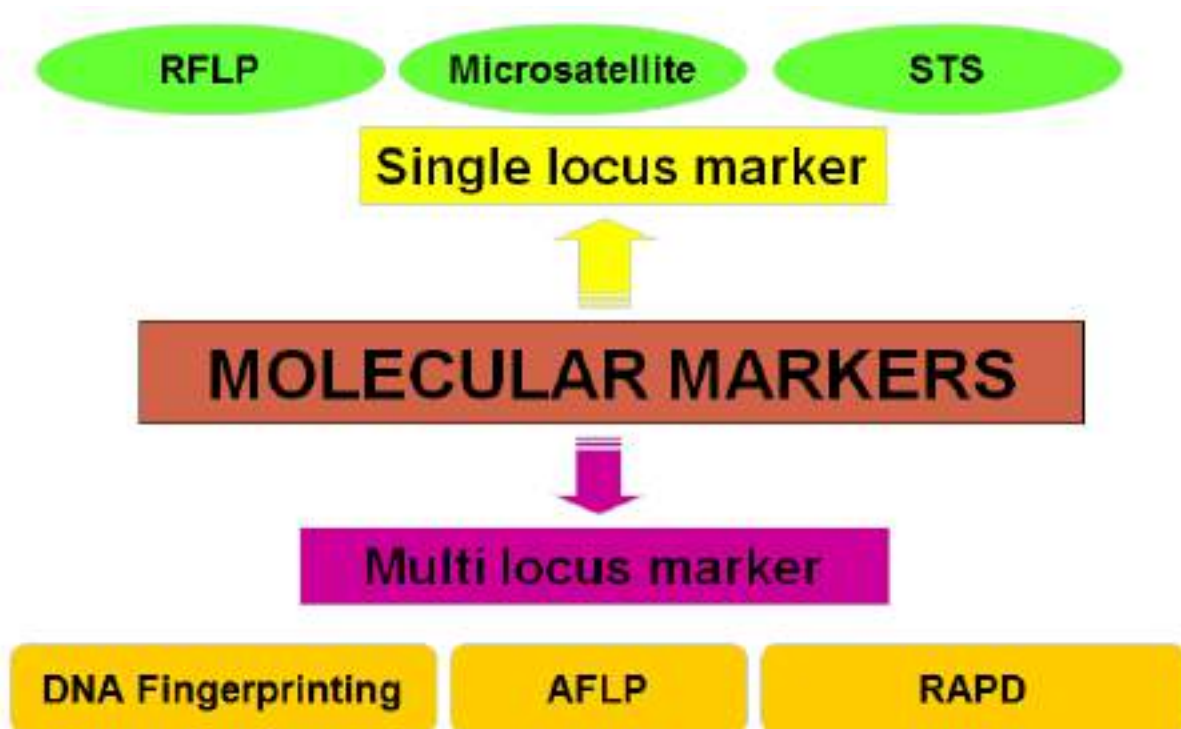 RFLP
Microsatellite
STS
Single locus marker
MOLECULAR MARKERS
Multi locus marker
DNA Fingerprinting
AFLP
RAPD